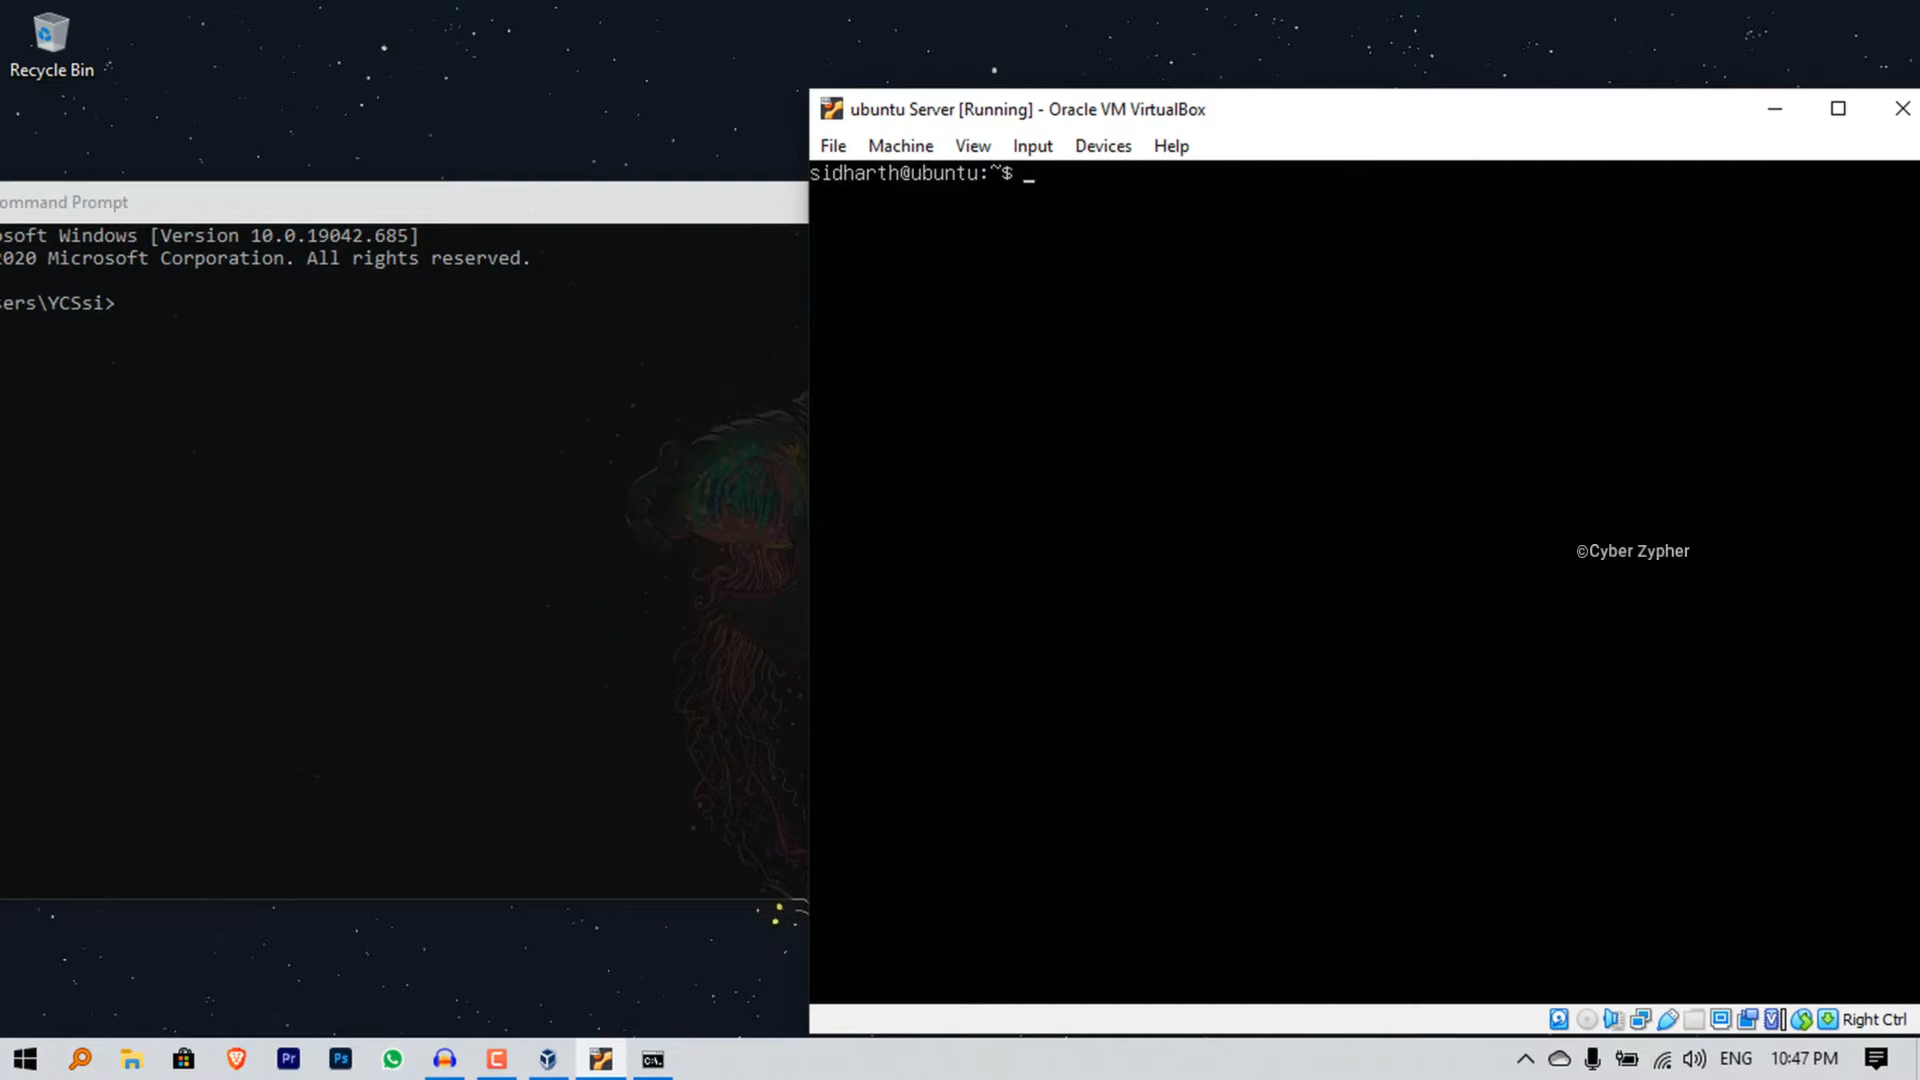 Recycle Bin
ubuntu Server [Running] - Oracle VM VirtualBox
File Machine View Input Devices Help
sidharth@ubuntu:~$ _
ommand Prompt
osoft Windows [Version 10.0.19042.685]
2020 Microsoft Corporation. All rights reserved.
ers\YCSsi>
©Cyber Zypher
Right Ctrl
Pr
Ps
C
C:\.
ENG
10:47 PM